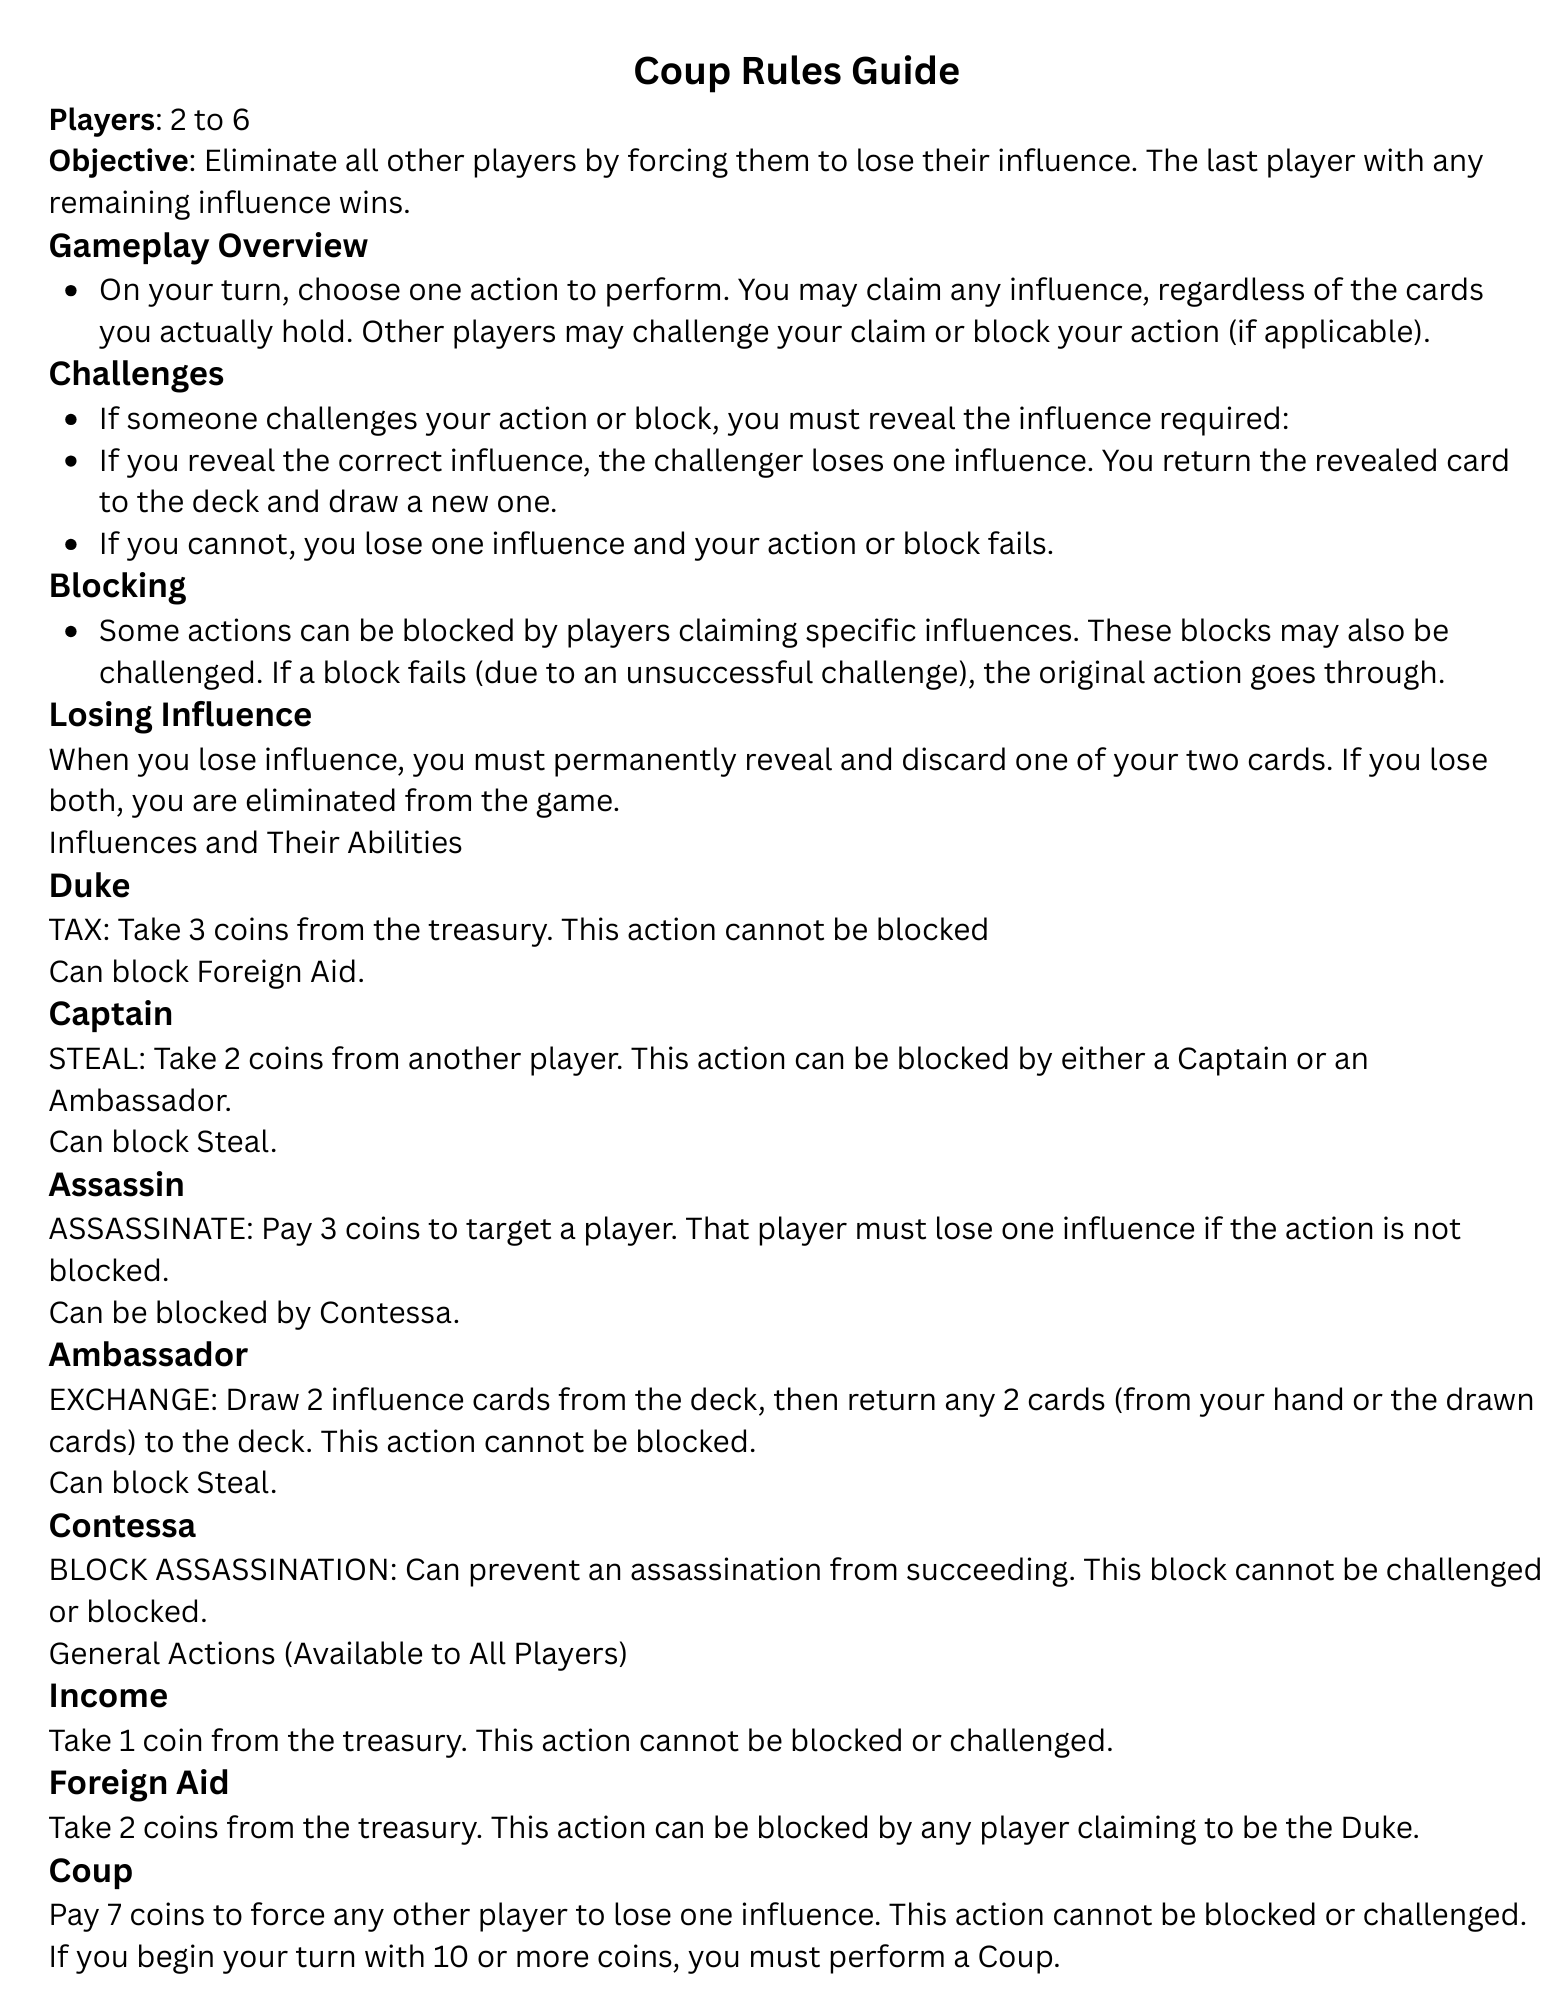 Coup Rules Guide
Players: 2 to 6
Objective: Eliminate all other players by forcing them to lose their influence. The last player with any
remaining influence wins.
Gameplay Overview
• On your turn, choose one action to perform. You may claim any influence, regardless of the cards
you actually hold. Other players may challenge your claim or block your action (if applicable).
Challenges
• If someone challenges your action or block, you must reveal the influence required:
• If you reveal the correct influence, the challenger loses one influence. You return the revealed card
to the deck and draw a new one.
• If you cannot, you lose one influence and your action or block fails.
Blocking
• Some actions can be blocked by players claiming specific influences. These blocks may also be
challenged. If a block fails (due to an unsuccessful challenge), the original action goes through.
Losing Influence
When you lose influence, you must permanently reveal and discard one of your two cards. If you lose
both, you are eliminated from the game.
Influences and Their Abilities
Duke
TAX: Take 3 coins from the treasury. This action cannot be blocked
Can block Foreign Aid.
Captain
STEAL: Take 2 coins from another player. This action can be blocked by either a Captain or an
Ambassador.
Can block Steal.
Assassin
ASSASSINATE: Pay 3 coins to target a player. That player must lose one influence if the action is not
blocked.
Can be blocked by Contessa.
Ambassador
EXCHANGE: Draw 2 influence cards from the deck, then return any 2 cards (from your hand or the drawn
cards) to the deck. This action cannot be blocked.
Can block Steal.
Contessa
BLOCK ASSASSINATION: Can prevent an assassination from succeeding. This block cannot be challenged
or blocked.
General Actions (Available to All Players)
Income
Take 1 coin from the treasury. This action cannot be blocked or challenged.
Foreign Aid
Take 2 coins from the treasury. This action can be blocked by any player claiming to be the Duke.
Coup
Pay 7 coins to force any other player to lose one influence. This action cannot be blocked or challenged.
If you begin your turn with 10 or more coins, you must perform a Coup.